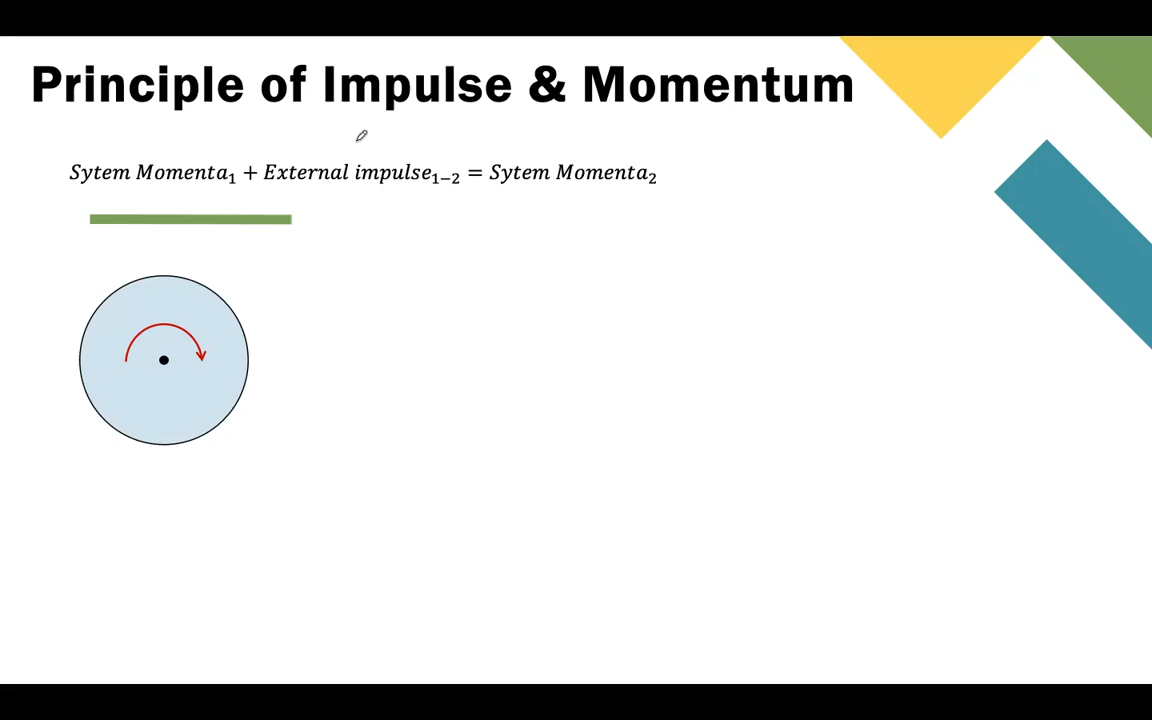 Principle of Impulse & Momentum
Sytem Momenta₁ + External impulse₁₋₂ = Sytem Momenta₂